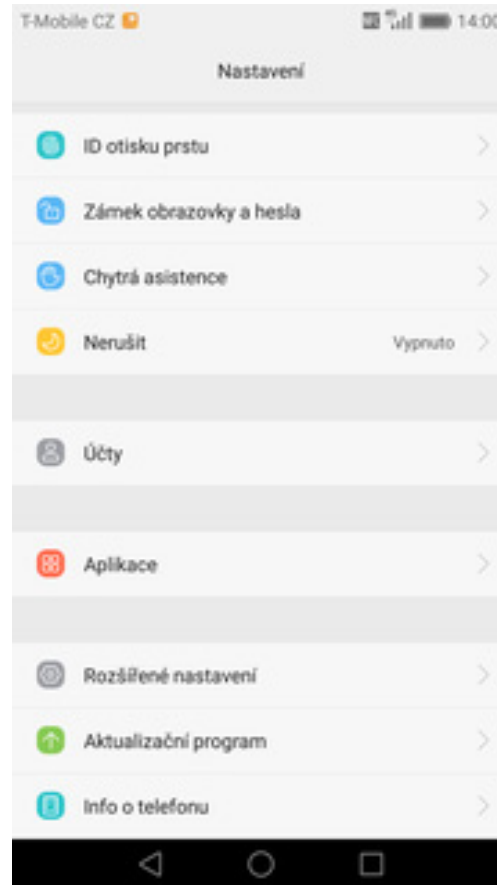 T-Mobile CZ 14:00
Nastavení
ID otisku prstu
Zámek obrazovky a hesla
Chytrá asistence
Nerušit Vypnuto
Účty
Aplikace
Rozšířené nastavení
Aktualizační program
Info o telefonu